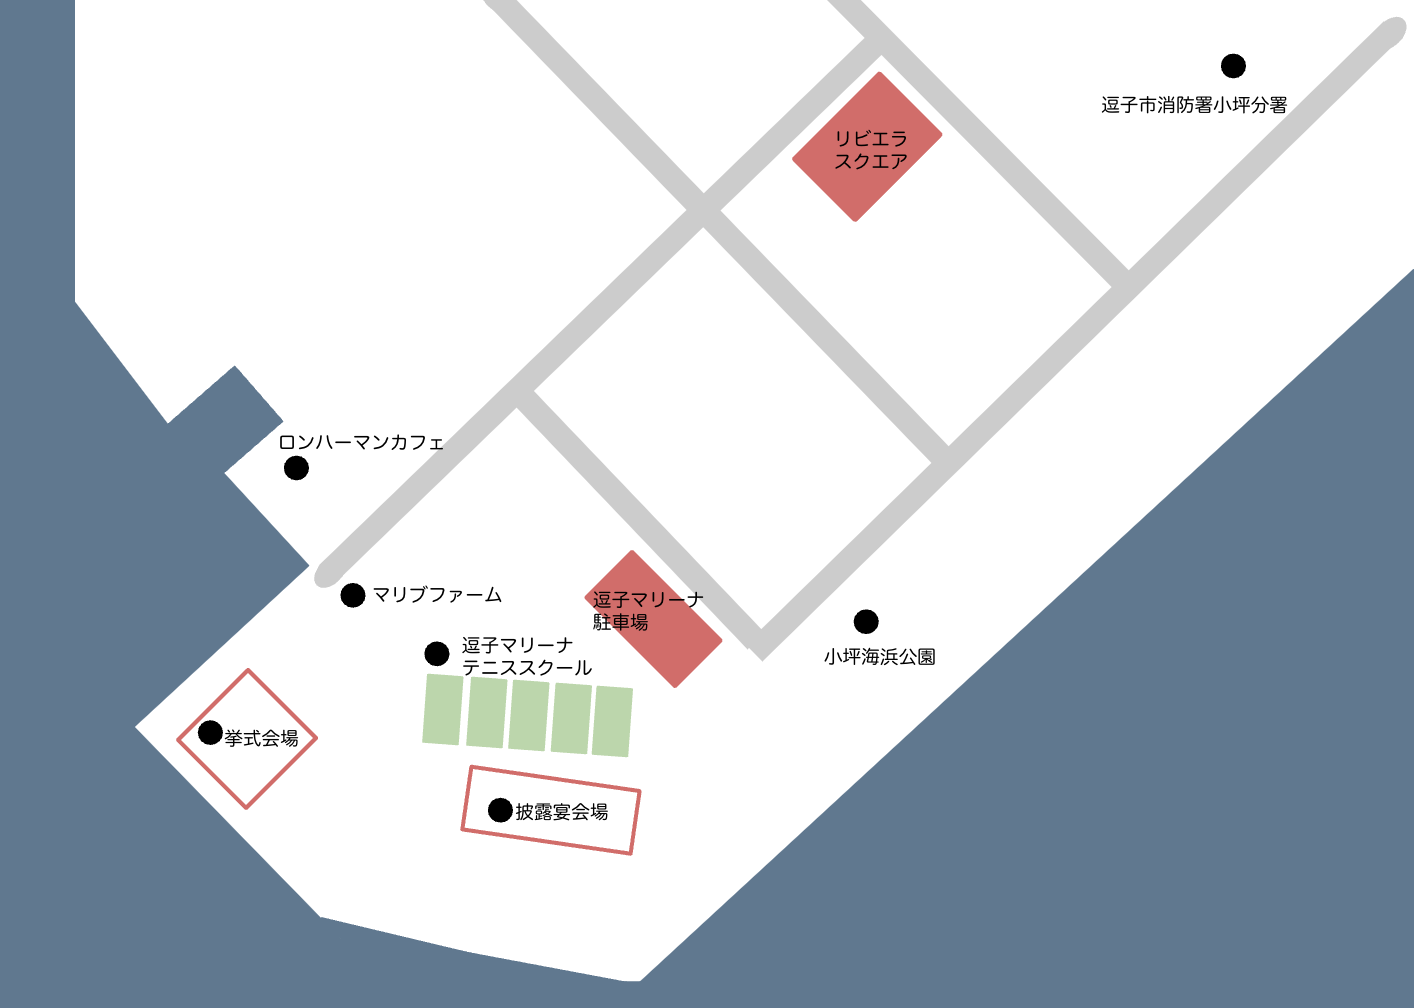 逗子市消防署小坪分署
リビエラ
スクエア
ロンハーマンカフェ
マリブファーム
逗子マリーナ
駐車場
逗子マリーナ
テニススクール
小坪海浜公園
挙式会場
披露宴会場